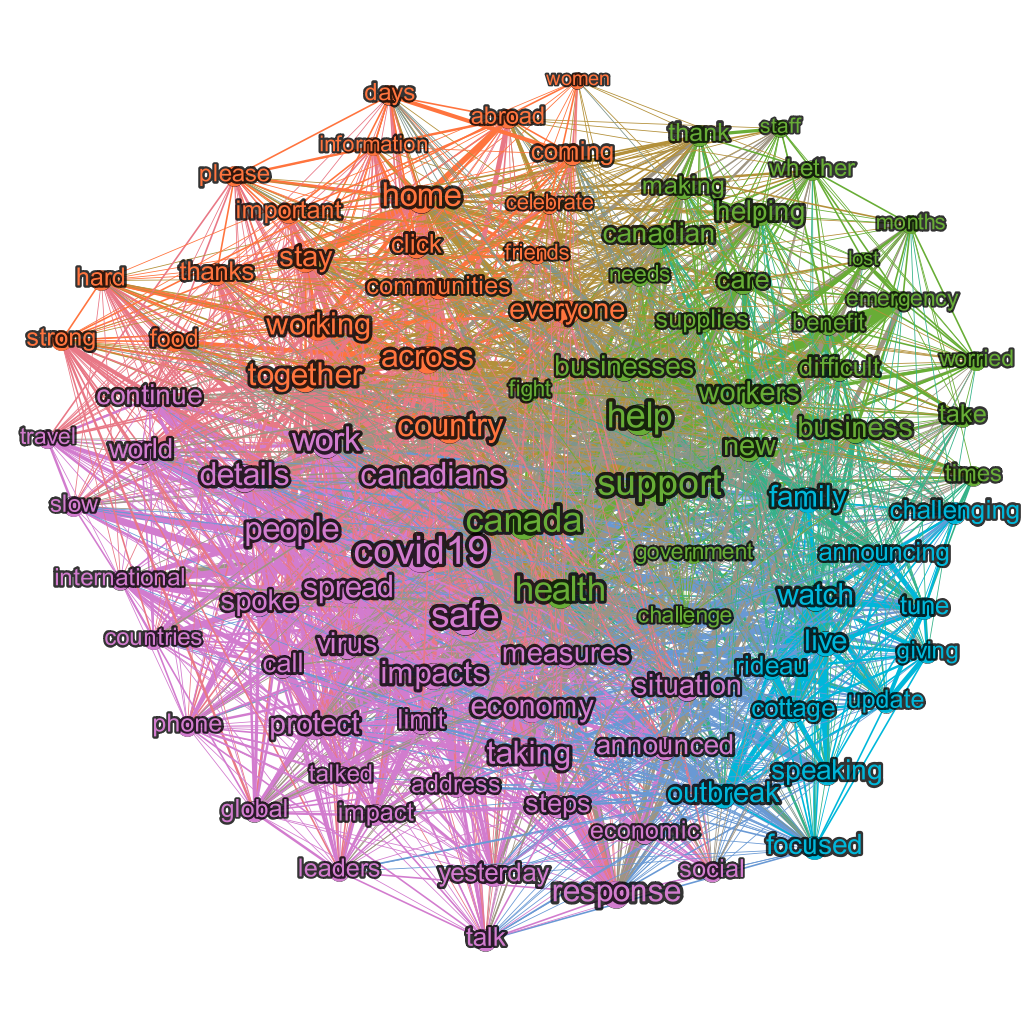 women
days
abroad
thank
staff
information
coming
whether
please
making
important
home
celebrate
helping
months
click
canadian
stay
friends
lost
thanks
needs
care
hard
communities
emergency
everyone
supplies
benefit
working
strong
food
across
businesses
difficult
worried
together
fight
workers
continue
help
take
country
business
travel
work
world
new
details
canadians
support
times
family
slow
challenging
canada
people
covid19
government
announcing
international
spread
health
watch
spoke
safe
challenge
tune
countries
virus
live
call
measures
rideau
giving
impacts
situation
update
economy
cottage
phone
protect
limit
announced
taking
talked
speaking
address
outbreak
global
impact
steps
economic
focused
leaders
yesterday
social
response
talk